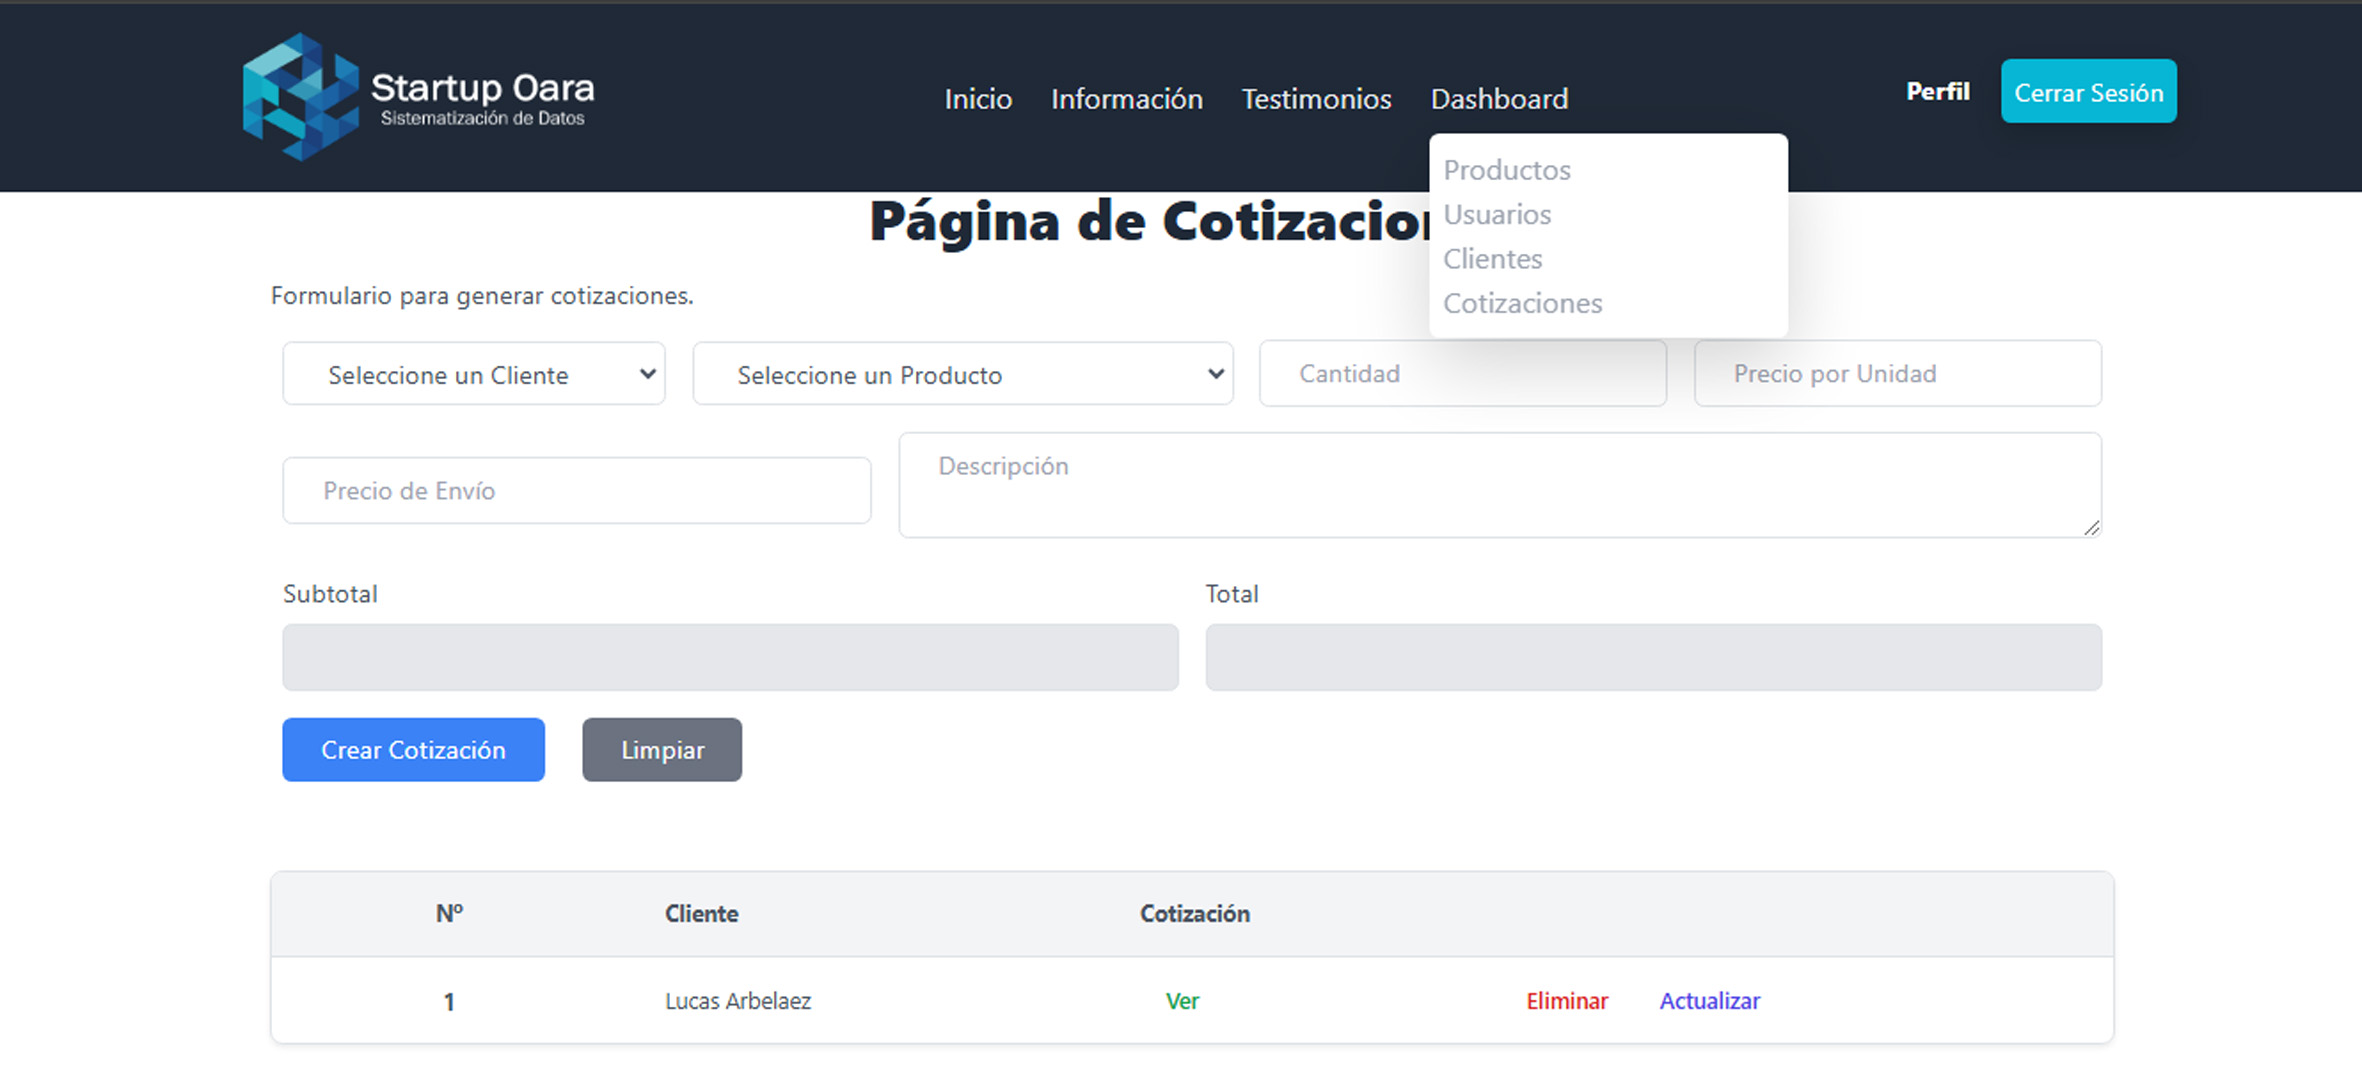 Startup Oara
Sistematización de Datos
Inicio Información Testimonios Dashboard
Perfil Cerrar Sesión
Productos
Usuarios
Clientes
Cotizaciones
Página de
Formulario para generar cotizaciones.
Seleccione un Cliente Seleccione un Producto Cantidad Precio por Unidad
Precio de Envío Descripción
Subtotal Total
Crear Cotización Limpiar
Nº Cliente Cotización
1 Lucas Arbelaez Ver Eliminar Actualizar